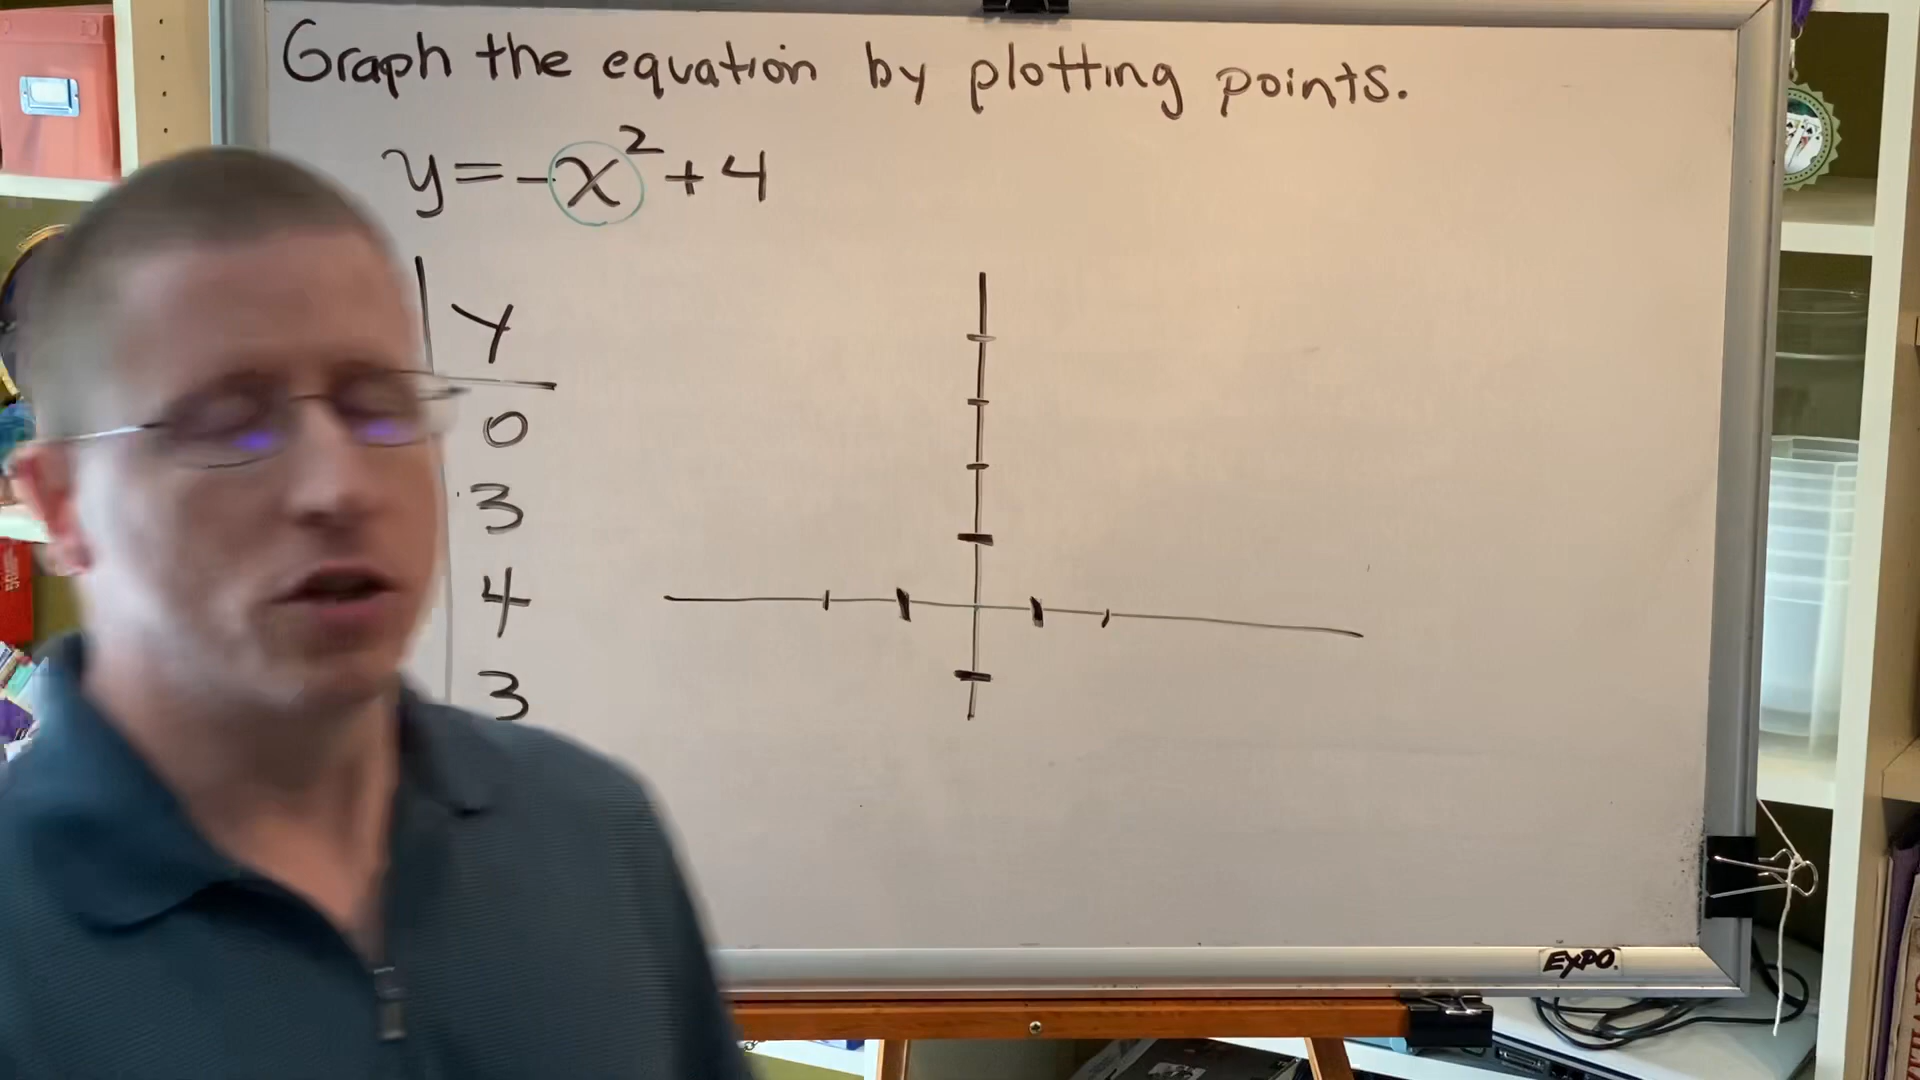 Graph the equation by plotting points.
y=-x²+4
Y
0
3
4
3
EXPO